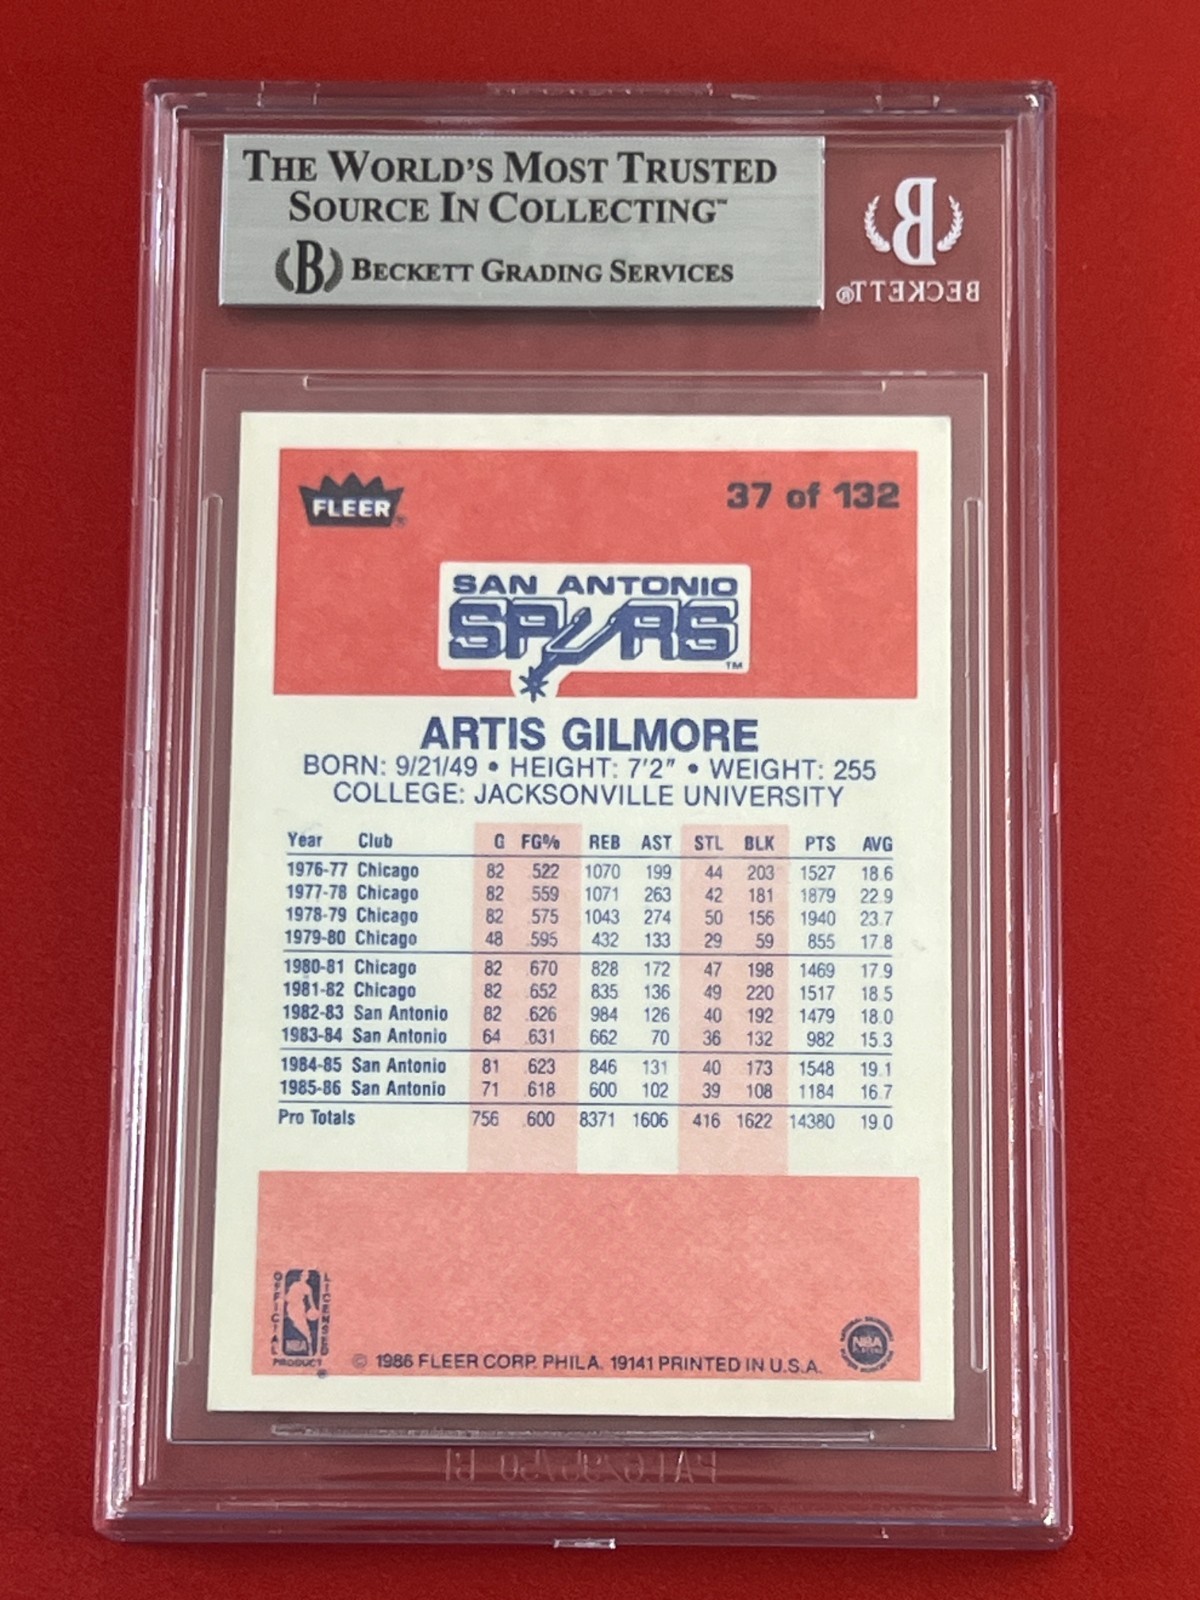 THE WORLD'S MOST TRUSTED
SOURCE IN COLLECTING™
B BECKETT GRADING SERVICES
B
BECKETT®
FLEER®
37 of 132
SAN ANTONIO
SPURS™
ARTIS GILMORE
BORN: 9/21/49 • HEIGHT: 7'2" • WEIGHT: 255
COLLEGE: JACKSONVILLE UNIVERSITY
Year Club G FG% REB AST STL BLK PTS AVG
1976-77 Chicago 82 .522 1070 199 44 203 1527 18.6
1977-78 Chicago 82 .559 1071 263 42 181 1879 22.9
1978-79 Chicago 82 .575 1043 274 50 156 1940 23.7
1979-80 Chicago 48 .595 432 133 29 59 855 17.8
1980-81 Chicago 82 .670 828 172 47 198 1469 17.9
1981-82 Chicago 82 .652 835 136 49 220 1517 18.5
1982-83 San Antonio 82 .626 984 126 40 192 1479 18.0
1983-84 San Antonio 64 .631 662 70 36 132 982 15.3
1984-85 San Antonio 81 .623 846 131 40 173 1548 19.1
1985-86 San Antonio 71 .618 600 102 39 108 1184 16.7
Pro Totals 756 .600 8371 1606 416 1622 14380 19.0
OFFICIAL
LICENSED
NBA
PRODUCT®
© 1986 FLEER CORP. PHILA. 19141 PRINTED IN U.S.A.
NBA
PLAYERS